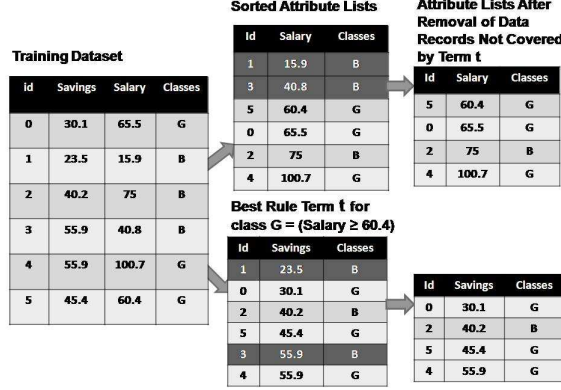 Sorted Attribute Lists
Attribute Lists After
Removal of Data
Records Not Covered
by Term t
Training Dataset
id Savings Salary Classes
0 30.1 65.5 G
1 23.5 15.9 B
2 40.2 75 B
3 55.9 40.8 B
4 55.9 100.7 G
5 45.4 60.4 G
Id Salary Classes
1 15.9 B
3 40.8 B
5 60.4 G
0 65.5 G
2 75 B
4 100.7 G
Id Salary Classes
5 60.4 G
0 65.5 G
2 75 B
4 100.7 G
Best Rule Term t for
class G = (Salary ≥ 60.4)
Id Savings Classes
1 23.5 B
0 30.1 G
2 40.2 B
5 45.4 G
3 55.9 B
4 55.9 G
Id Savings Classes
0 30.1 G
2 40.2 B
5 45.4 G
4 55.9 G